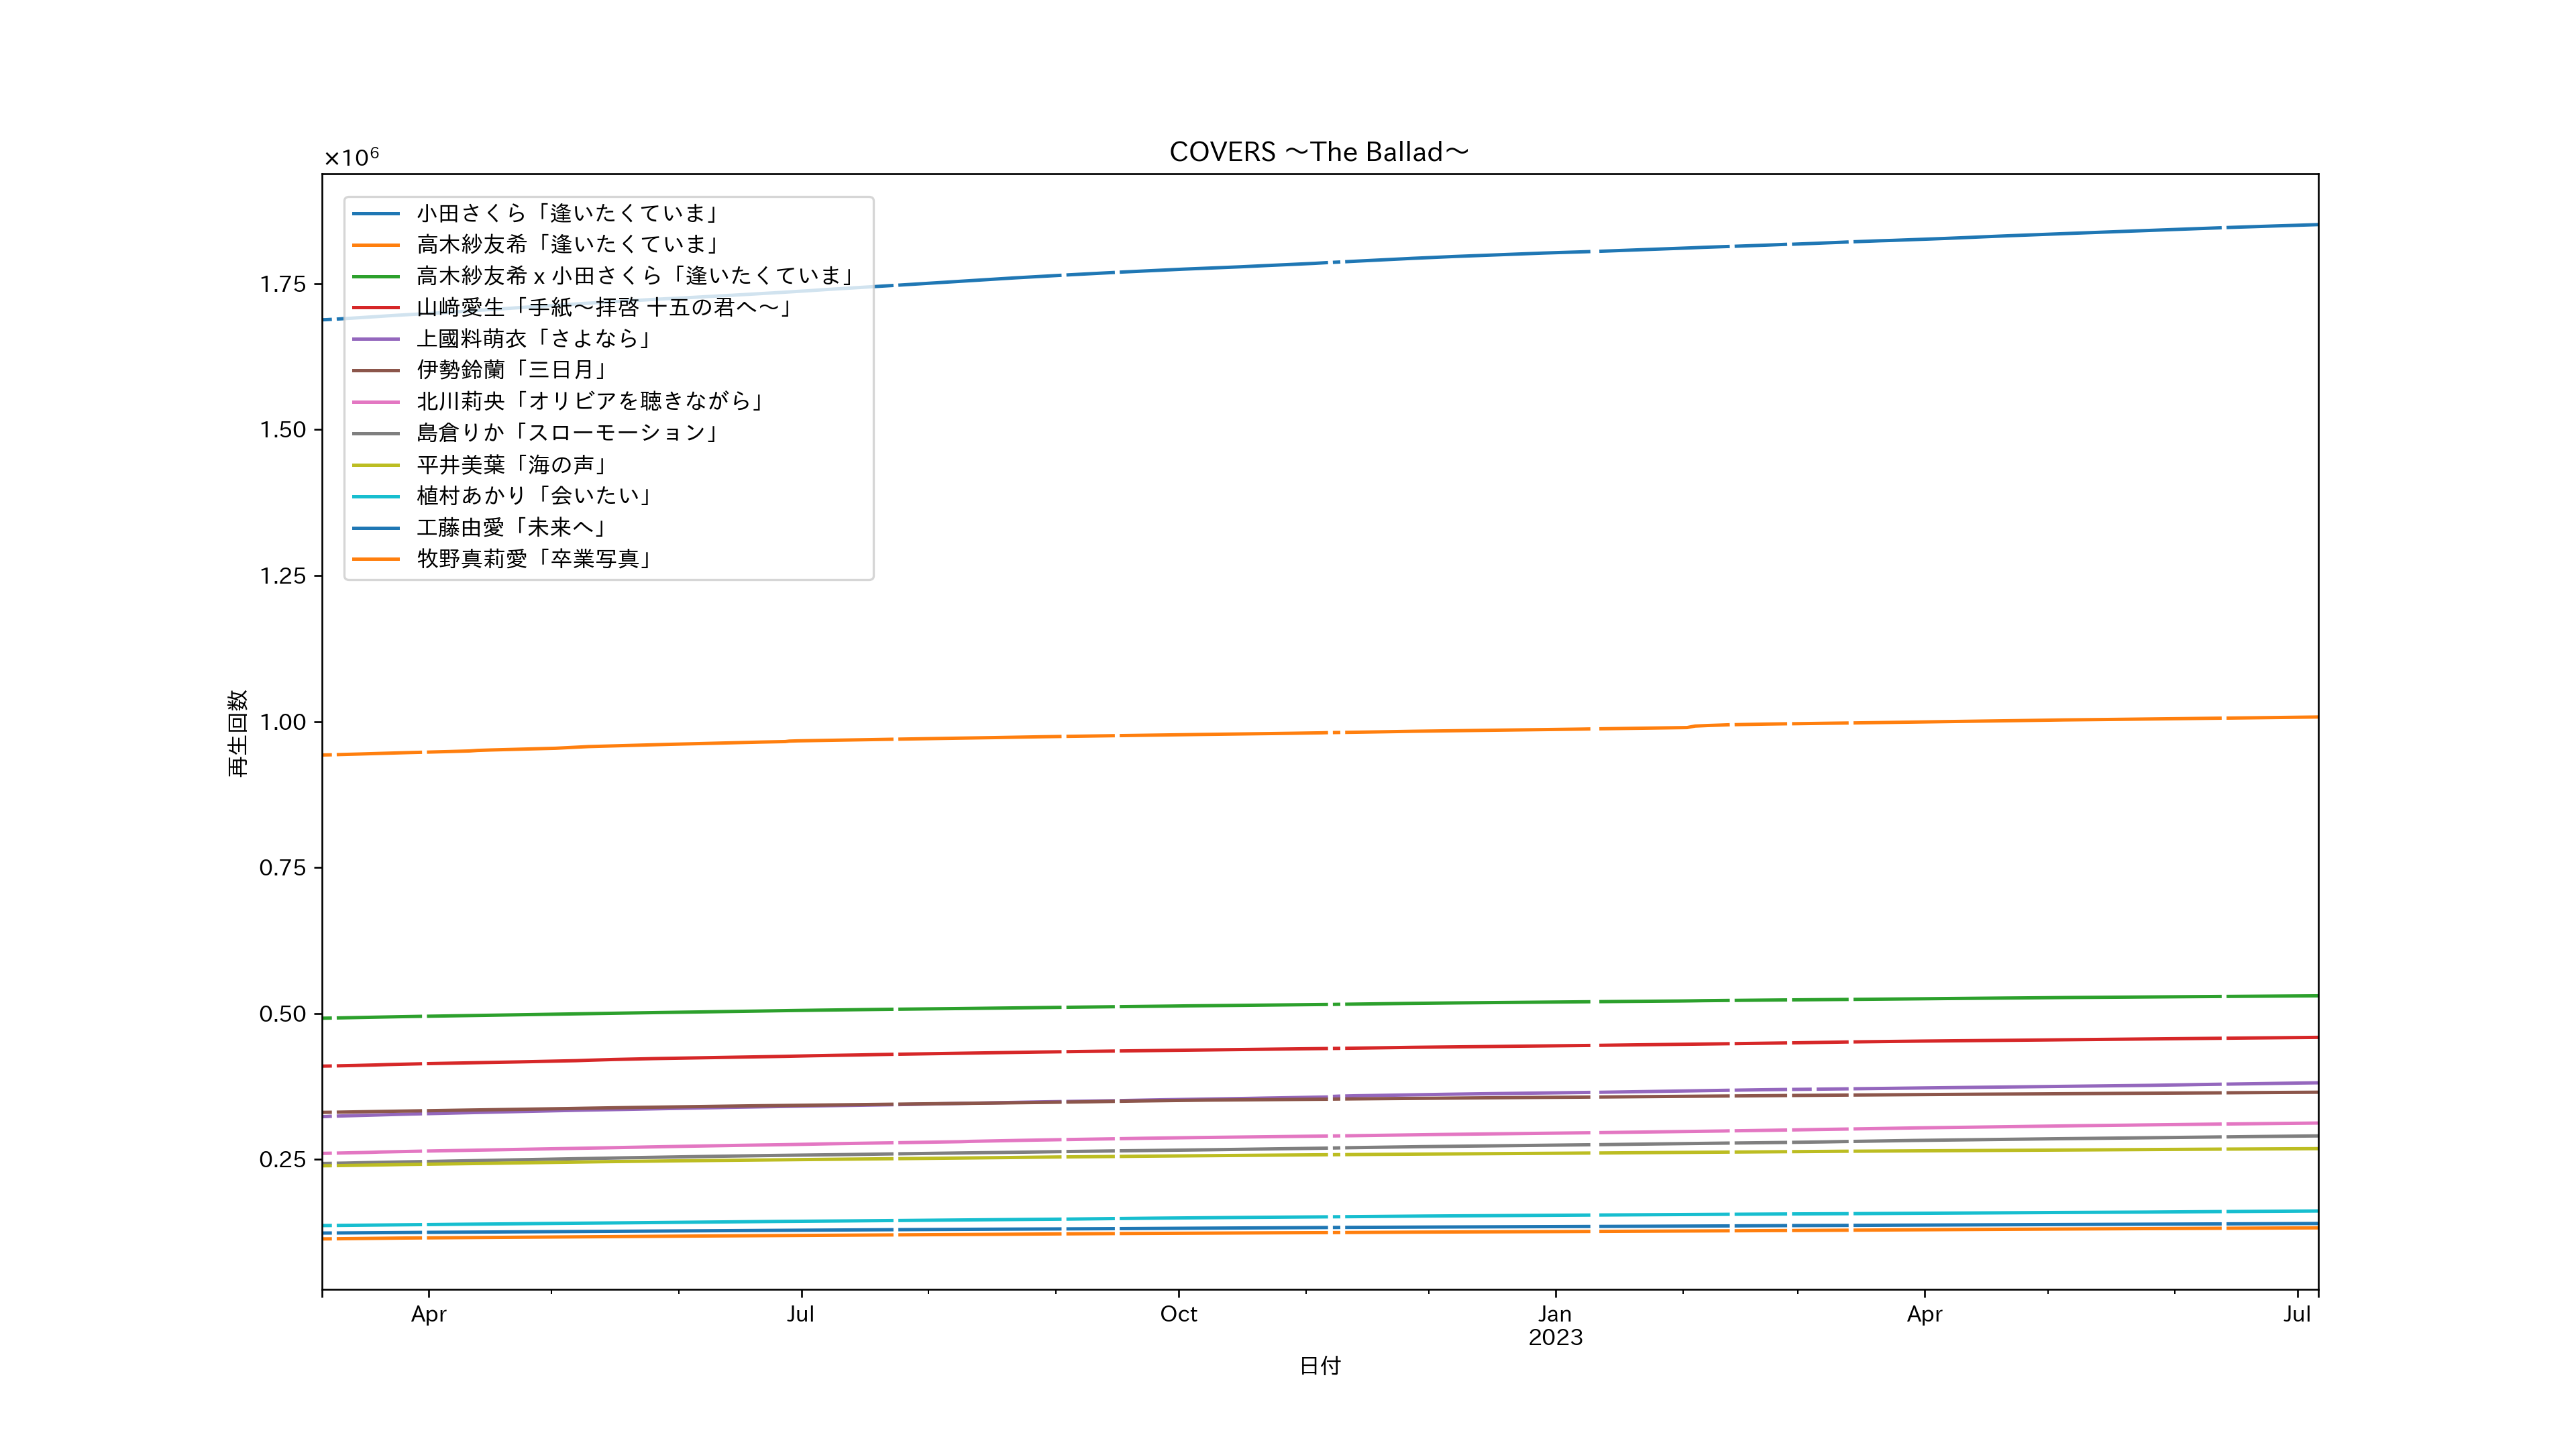 COVERS ～The Ballad～
×10⁶
小田さくら「逢いたくていま」
高木紗友希「逢いたくていま」
高木紗友希 x 小田さくら「逢いたくていま」
山﨑愛生「手紙～拝啓 十五の君へ～」
上國料萌衣「さよなら」
伊勢鈴蘭「三日月」
北川莉央「オリビアを聴きながら」
島倉りか「スローモーション」
平井美葉「海の声」
植村あかり「会いたい」
工藤由愛「未来へ」
牧野真莉愛「卒業写真」
1.75
1.50
1.25
1.00
0.75
0.50
0.25
再生回数
Apr
Jul
Oct
Jan
2023
Apr
Jul
日付